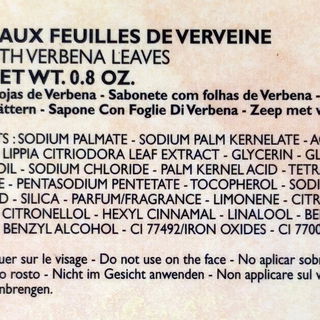 AUX FEUILLES DE VERVEINE
TH VERBENA LEAVES
ET WT. 0.8 OZ.
ojas de Verbena - Sabonete com folhas de Verbena -
ättern - Sapone Con Foglie Di Verbena - Zeep met v
TS : SODIUM PALMATE - SODIUM PALM KERNELATE - A
LIPPIA CITRIODORA LEAF EXTRACT - GLYCERIN - GL
OIL - SODIUM CHLORIDE - PALM KERNEL ACID - TETR
E - PENTASODIUM PENTETATE - TOCOPHEROL - SOD
- SILICA - PARFUM/FRAGRANCE - LIMONENE - CITR
CITRONELLOL - HEXYL CINNAMAL - LINALOOL - BE
BENZYL ALCOHOL - CI 77492/IRON OXIDES - CI 770
quer sur le visage - Do not use on the face - No aplicar sobr
o rosto - Nicht im Gesicht anwenden - Non applicare sul v
nbrengen.